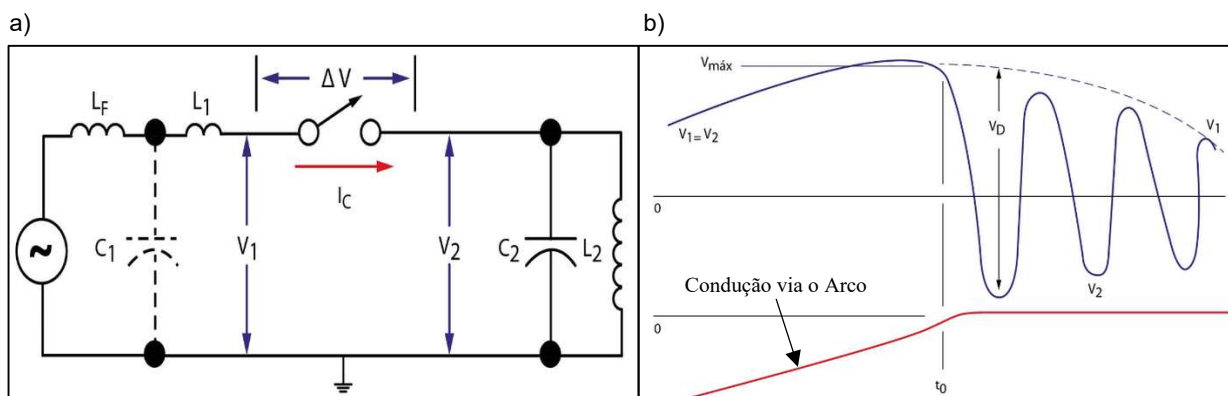 a)
ΔV
L_F
L_1
I_C
C_1
V_1
V_2
C_2
L_2
~
b)
V_máx
V_1 = V_2
V_D
V_1
0
V_2
Condução via o Arco
0
t_0